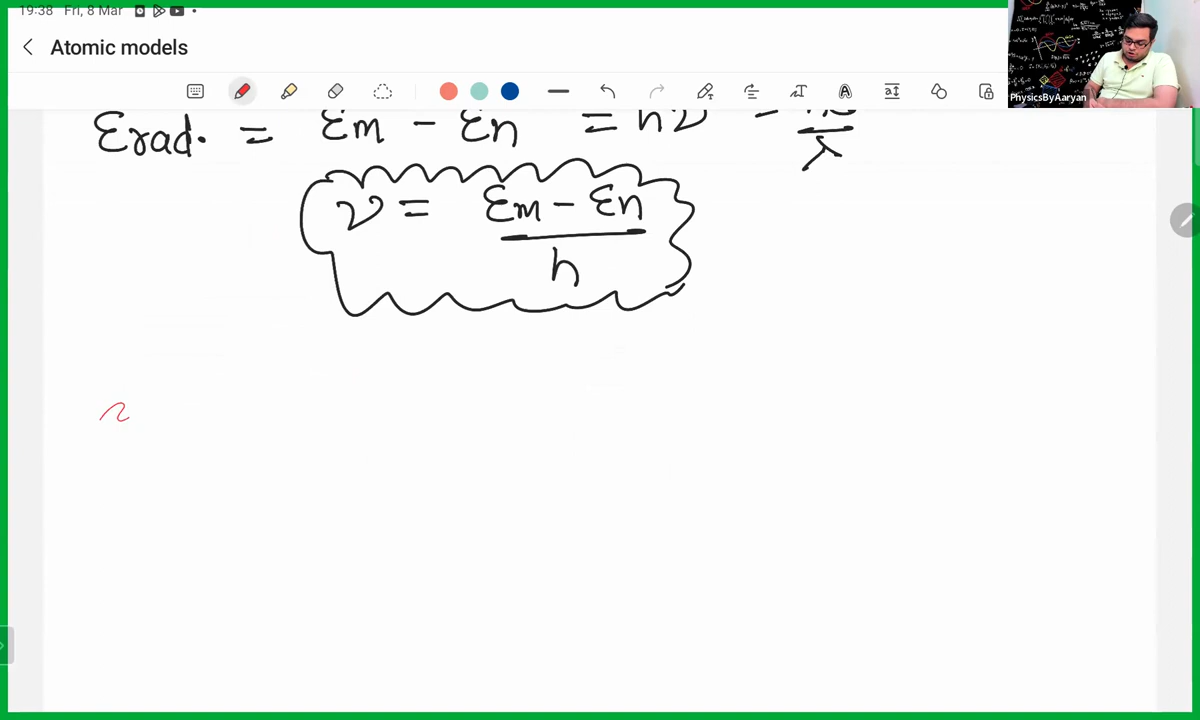 19:38 Fri, 8 Mar
Atomic models
PhysicsByAaryan
Erad. = Em - En = hν =
λ
ν = Em - En
h